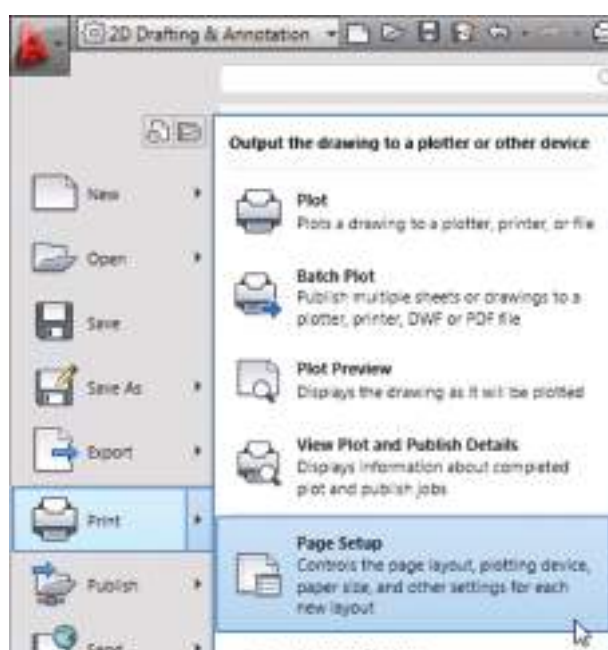 2D Drafting & Annotation
Output the drawing to a plotter or other device
New
Plot
Plots a drawing to a plotter, printer, or file
Open
Batch Plot
Publish multiple sheets or drawings to a
plotter, printer, DWF or PDF file
Save
Save As
Plot Preview
Displays the drawing as it will be plotted
Export
View Plot and Publish Details
Displays information about completed
plot and publish jobs
Print
Page Setup
Controls the page layout, plotting device,
paper size, and other settings for each
new layout
Publish
Send